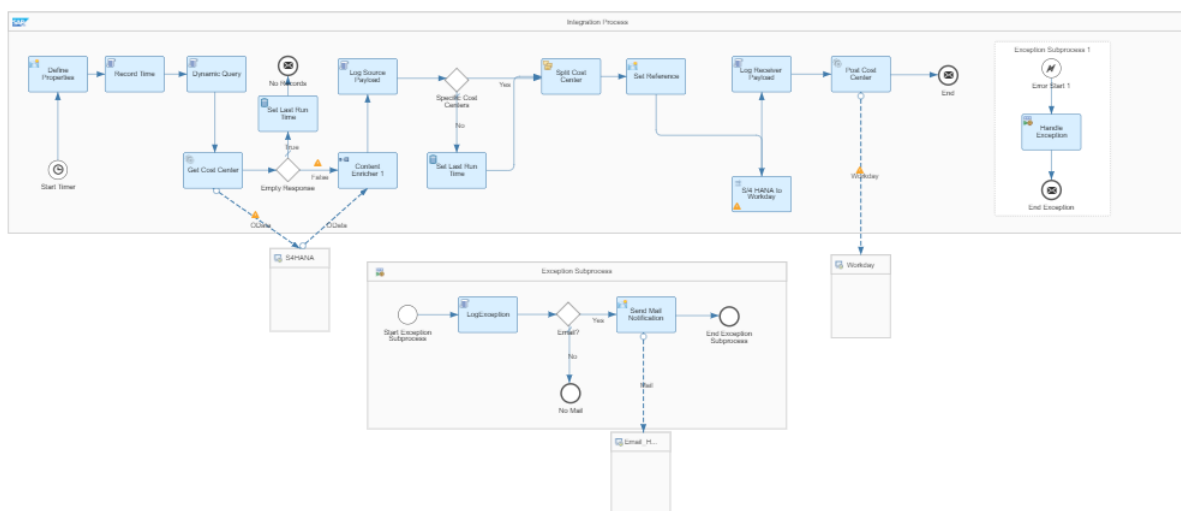 SAP
Integration Process
Define
Properties
Record Time
Dynamic Query
No Records
Set Last Run
Time
True
Start Timer
Get Cost Center
Empty Response
False
Content
Enricher 1
Log Source
Payload
Specific Cost
Centers
Yes
No
Set Last Run
Time
Split Cost
Center
Set Reference
Log Receiver
Payload
S/4 HANA to
Workday
Post Cost
Center
End
Workday
Exception Subprocess 1
Error Start 1
Handle
Exception
End Exception
OData
OData
S4HANA
Workday
Exception Subprocess
Start Exception
Subprocess
LogException
Email?
Yes
No
No Mail
Send Mail
Notification
End Exception
Subprocess
Mail
Email_H...